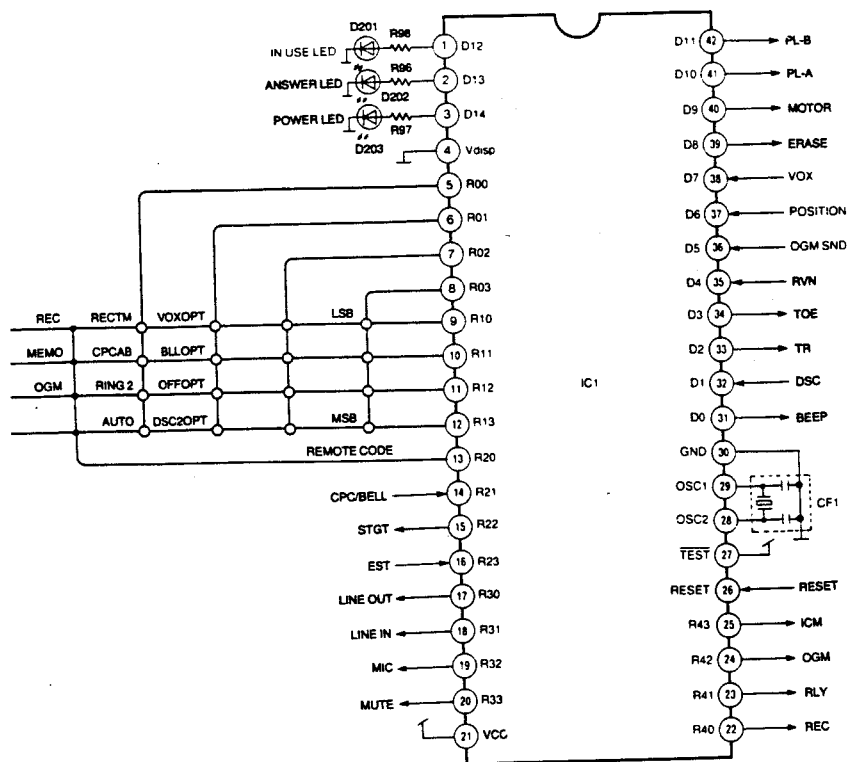 D201 R98
IN USE LED 1 D12
ANSWER LED R96 2 D13
D202
POWER LED R97 3 D14
D203
4 Vdisp
5 R00
6 R01
7 R02
8 R03
REC RECTM VOXOPT LSB 9 R10
MEMO CPCAB BLLOPT 10 R11
OGM RING 2 OFFOPT 11 R12
AUTO DSC2OPT MSB 12 R13
REMOTE CODE 13 R20
CPC/BELL 14 R21
STGT 15 R22
EST 16 R23
LINE OUT 17 R30
LINE IN 18 R31
MIC 19 R32
MUTE 20 R33
21 VCC
IC1
D11 42 PL-B
D10 41 PL-A
D9 40 MOTOR
D8 39 ERASE
D7 38 VOX
D6 37 POSITION
D5 36 OGM SND
D4 35 RVN
D3 34 TOE
D2 33 TR
D1 32 DSC
D0 31 BEEP
GND 30
OSC1 29
CF1
OSC2 28
TEST 27
RESET 26 RESET
R43 25 ICM
R42 24 OGM
R41 23 RLY
R40 22 REC